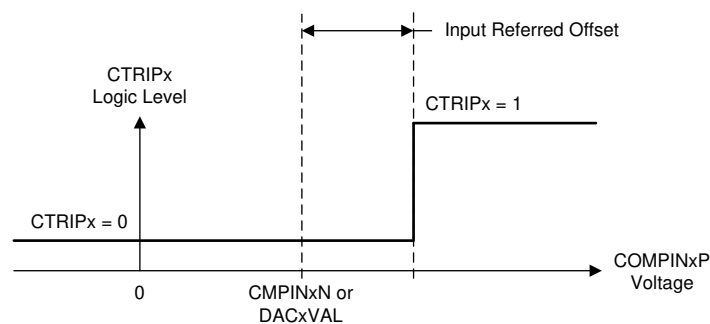 Input Referred Offset
CTRIPx
Logic Level
CTRIPx = 1
CTRIPx = 0
COMPINxP
Voltage
0
CMPINxN or
DACxVAL